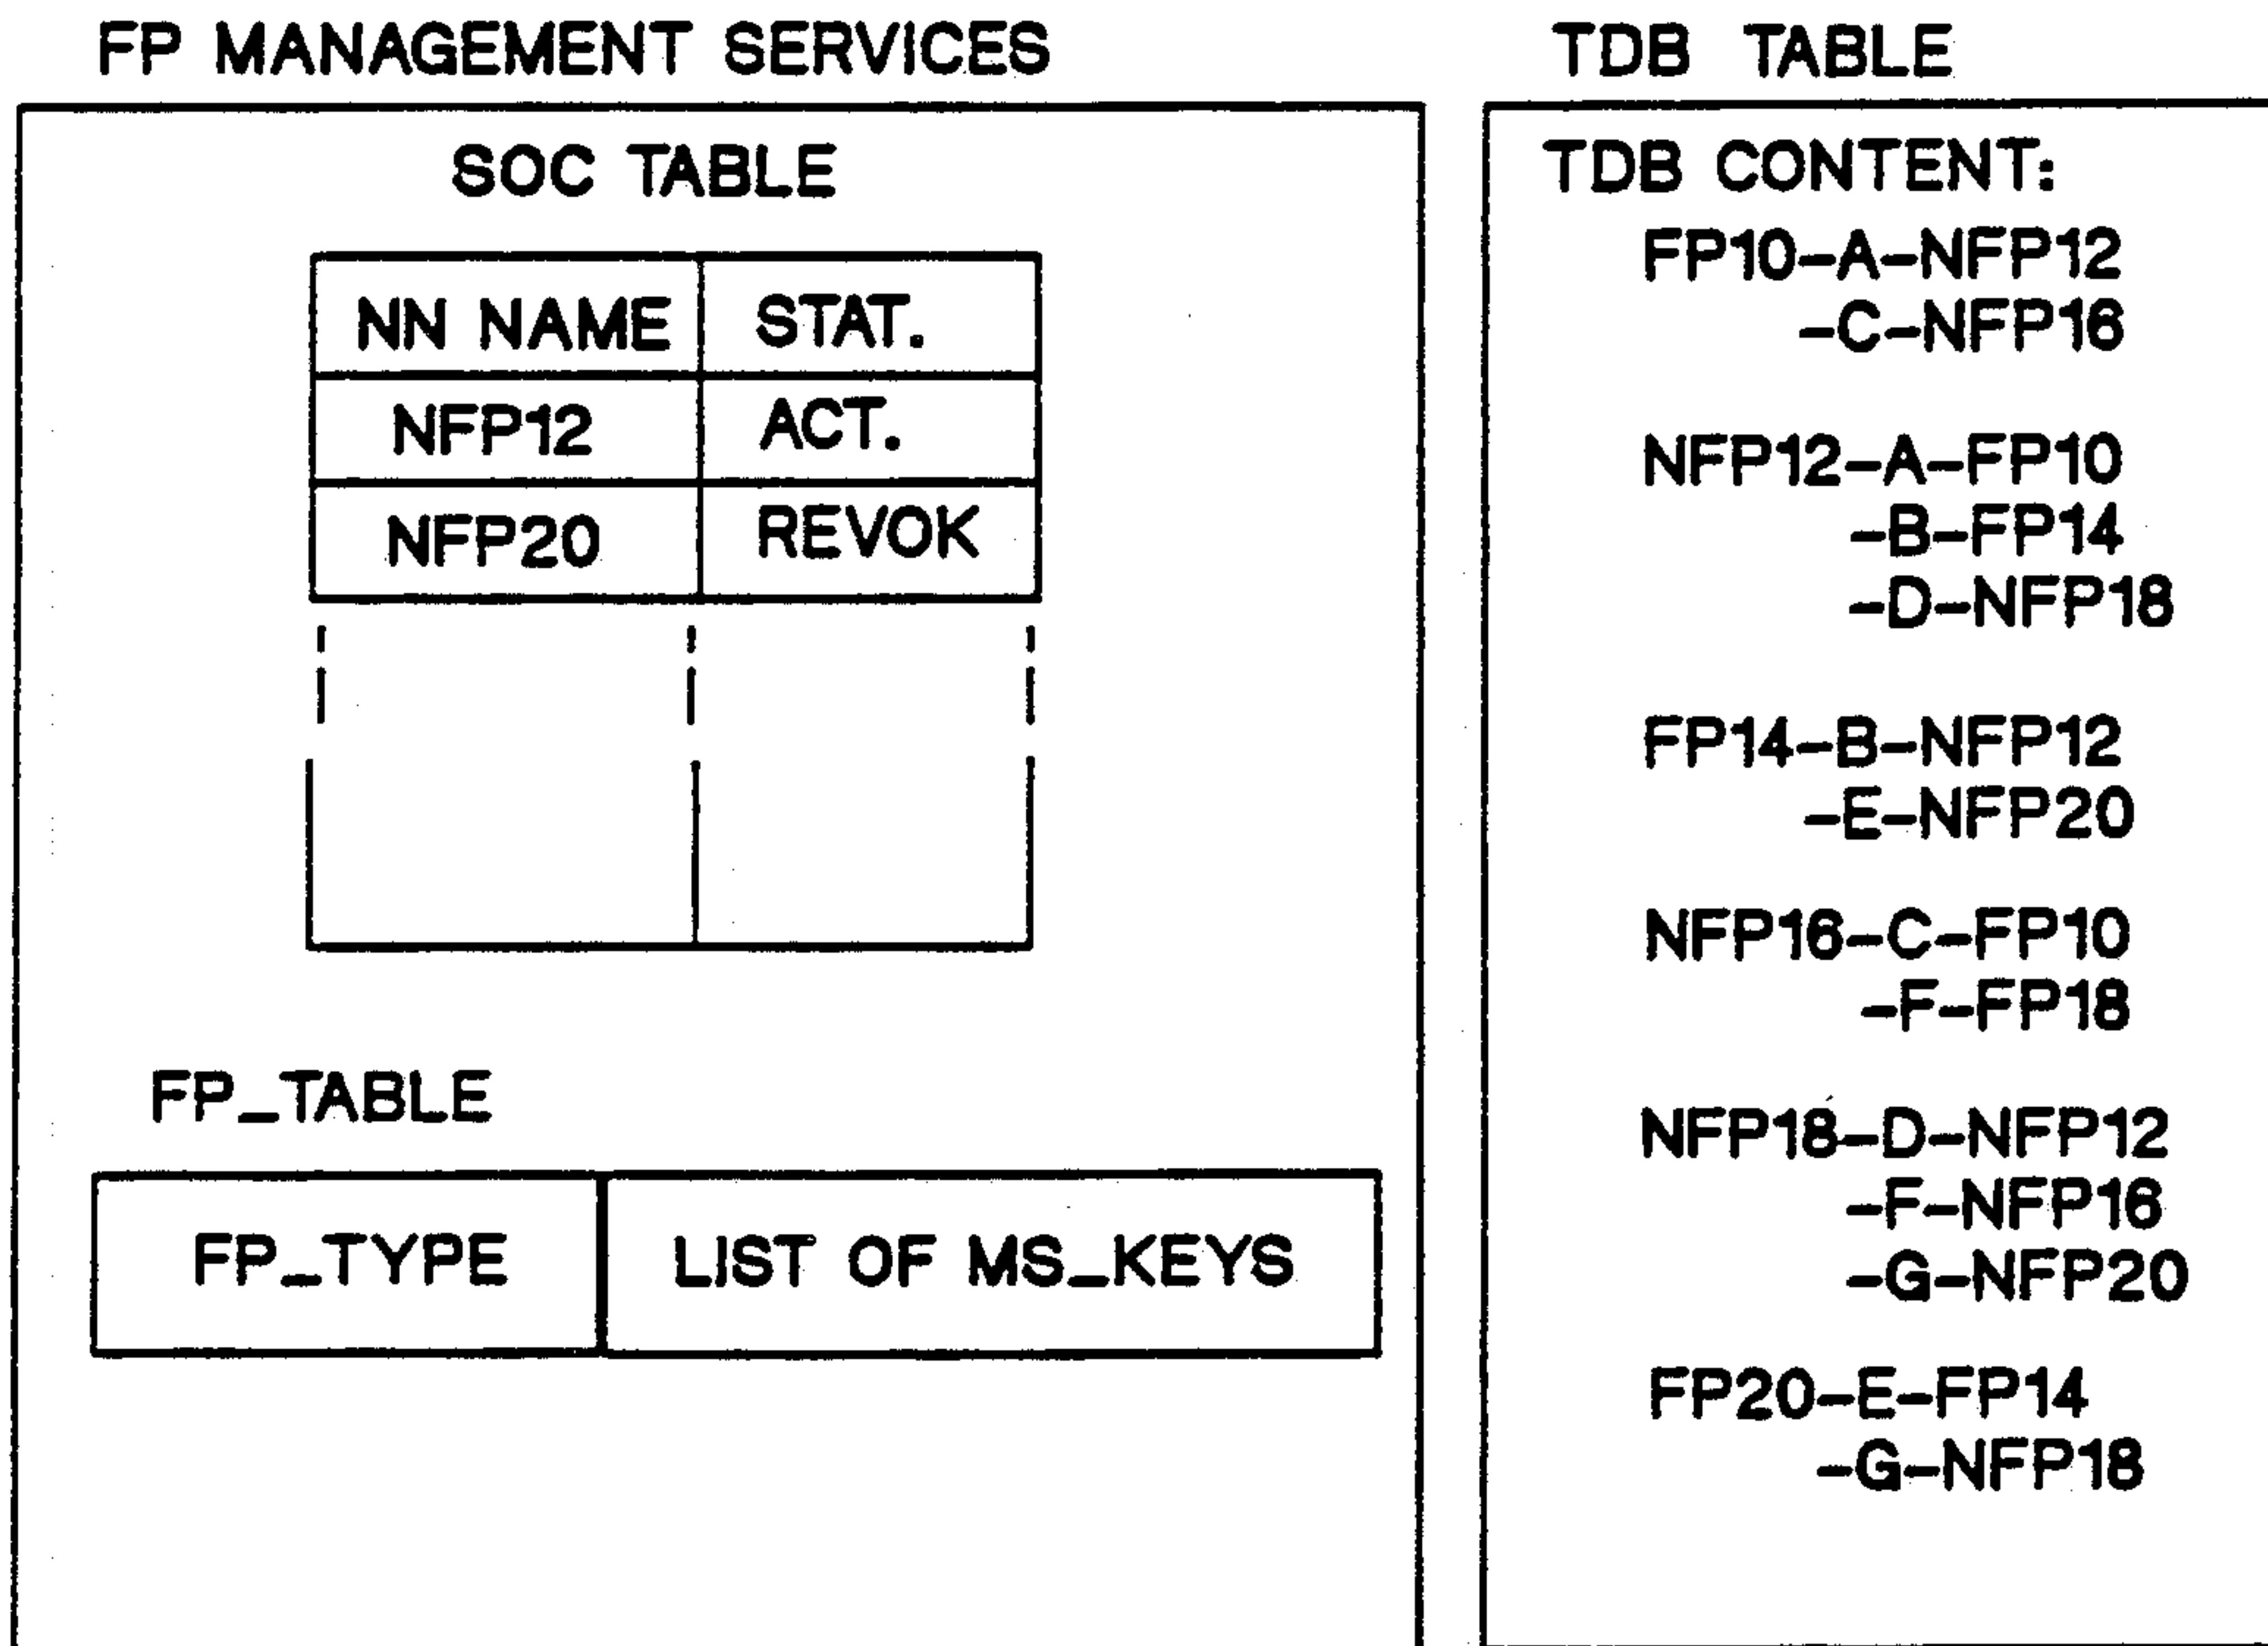 FP MANAGEMENT SERVICES
SOC TABLE
NN NAME STAT.
NFP12 ACT.
NFP20 REVOK
FP_TABLE
FP_TYPE LIST OF MS_KEYS
TDB TABLE
TDB CONTENT:
FP10-A-NFP12
-C-NFP16
NFP12-A-FP10
-B-FP14
-D-NFP18
FP14-B-NFP12
-E-NFP20
NFP16-C-FP10
-F-FP18
NFP18-D-NFP12
-F-NFP16
-G-NFP20
FP20-E-FP14
-G-NFP18